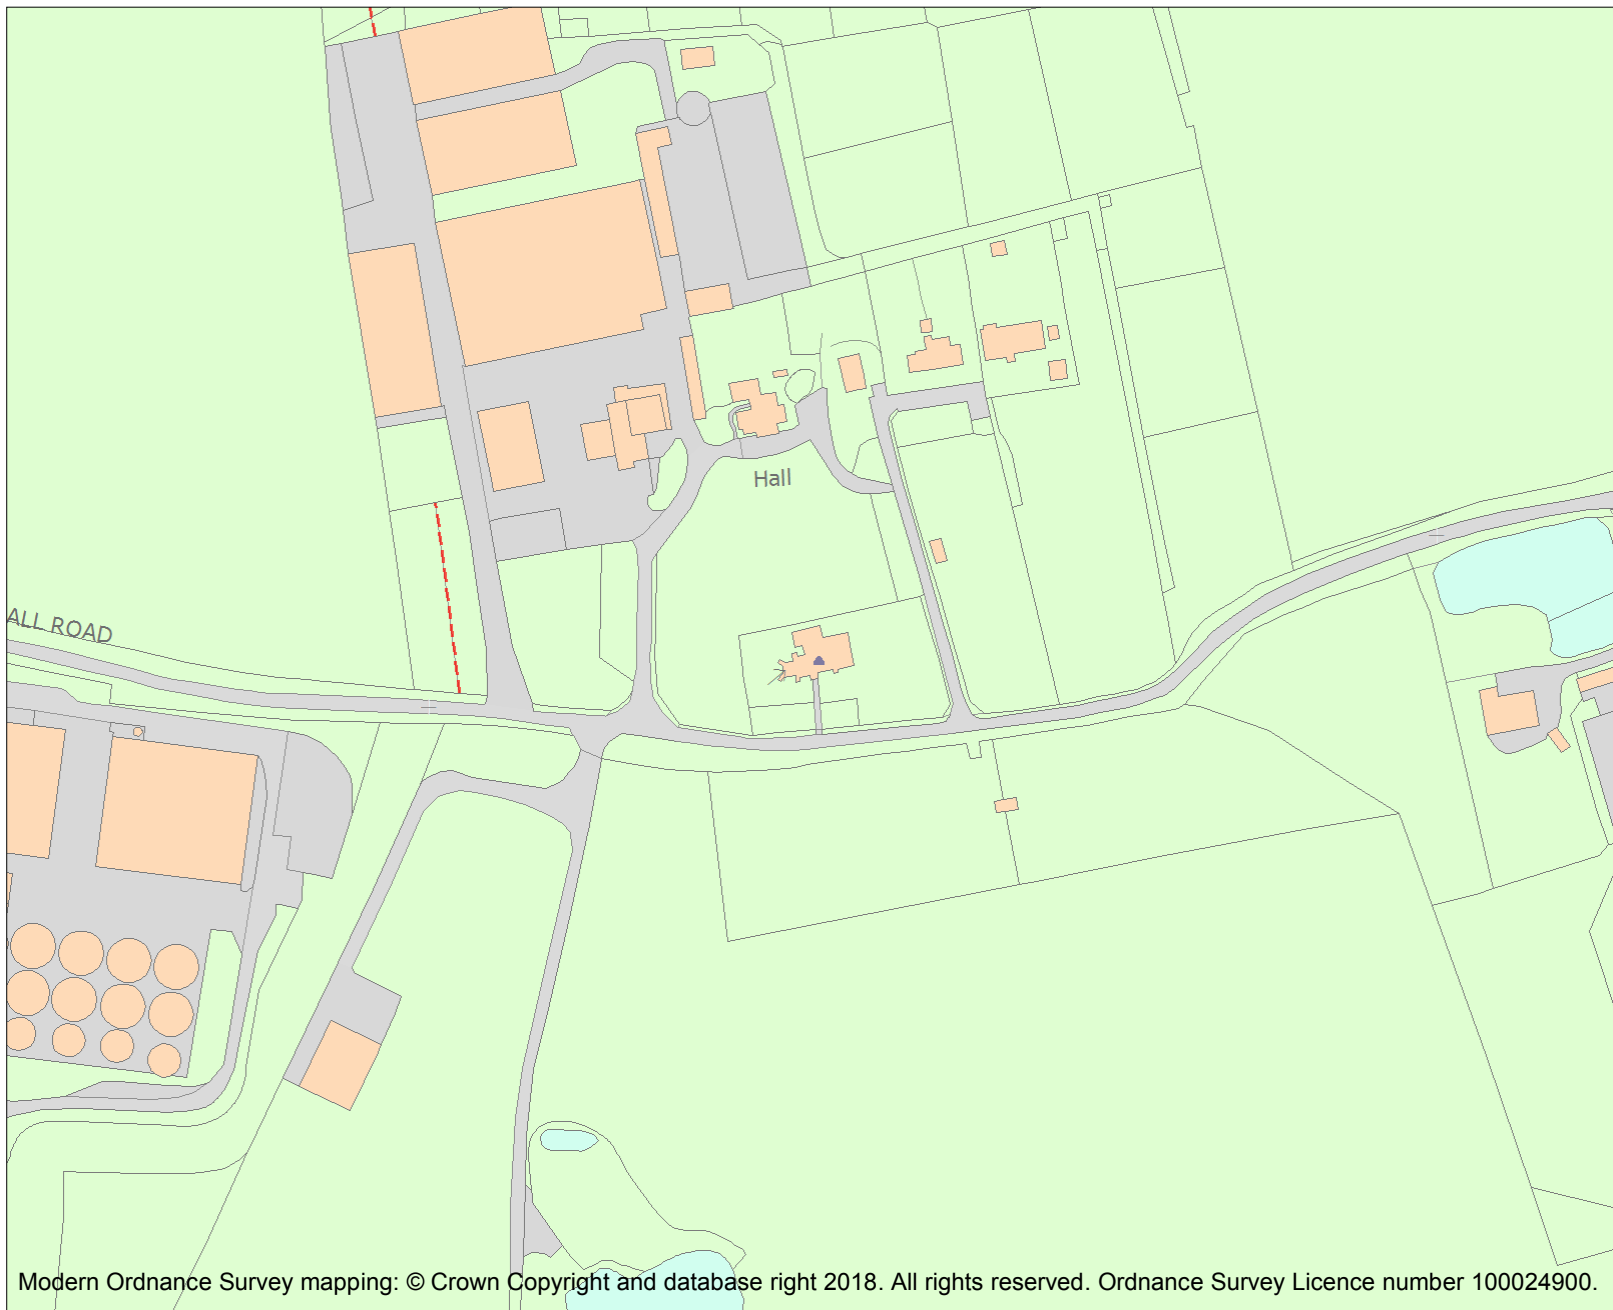 Hall
ALL ROAD
Modern Ordnance Survey mapping: © Crown Copyright and database right 2018. All rights reserved. Ordnance Survey Licence number 100024900.